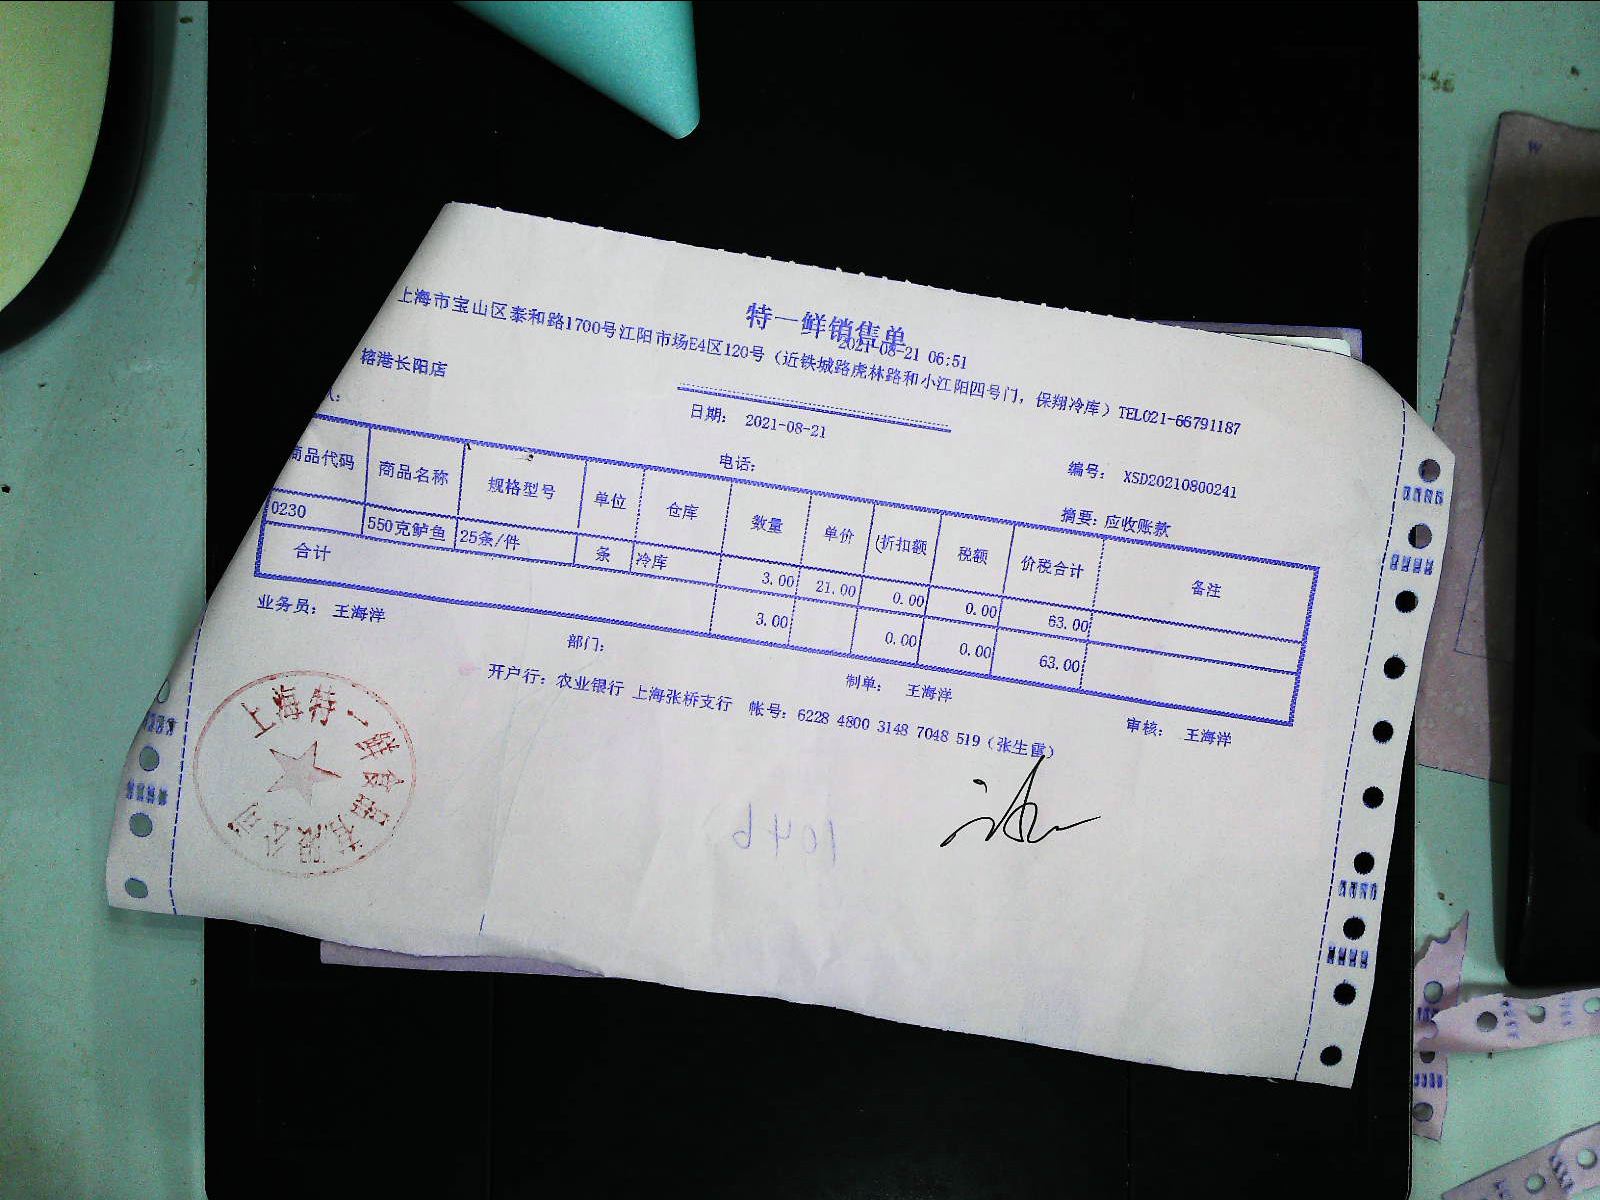 特一鲜销售单
2021-08-21 06:51
上海市宝山区泰和路1700号江阳市场E4区120号（近铁城路虎林路和小江阳四号门，保翔冷库）TEL021-66791187
榕港长阳店
日期： 2021-08-21
编号： XSD20210800241
人：
电话：
摘要：应收账款
商品代码 商品名称 规格型号 单位 仓库 数量 单价 折扣额 税额 价税合计 备注
0230 550克鲈鱼 25条/件 条 冷库 3.00 21.00 0.00 0.00 63.00
合计 3.00 0.00 0.00 63.00
业务员： 王海洋
部门：
制单： 王海洋
审核： 王海洋
开户行：农业银行 上海张桥支行 帐号：6228 4800 3148 7048 519（张生霞）
上海特一鲜食品有限公司
1046